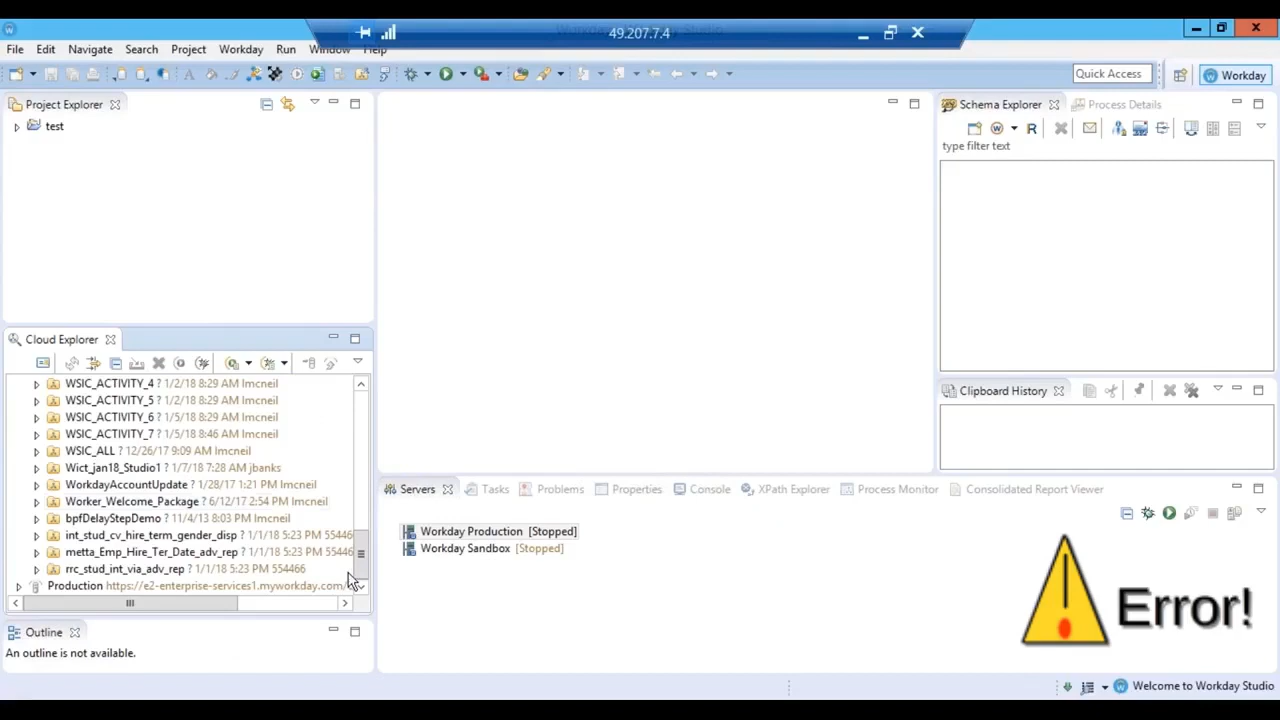 49.207.7.4
File Edit Navigate Search Project Workday Run Window Help
Quick Access
Workday
Project Explorer
test
Schema Explorer Process Details
type filter text
Cloud Explorer
WSIC_ACTIVITY_4 ? 1/2/18 8:29 AM lmcneil
WSIC_ACTIVITY_5 ? 1/2/18 8:29 AM lmcneil
WSIC_ACTIVITY_6 ? 1/5/18 8:29 AM lmcneil
WSIC_ACTIVITY_7 ? 1/5/18 8:46 AM lmcneil
WSIC_ALL ? 12/26/17 9:09 AM lmcneil
Wict_jan18_Studio1 ? 1/7/18 7:28 AM jbanks
WorkdayAccountUpdate ? 1/28/17 1:21 PM lmcneil
Worker_Welcome_Package ? 6/12/17 2:54 PM lmcneil
bpfDelayStepDemo ? 11/4/13 8:03 PM lmcneil
int_stud_cv_hire_term_gender_disp ? 1/1/18 5:23 PM 55446
metta_Emp_Hire_Ter_Date_adv_rep ? 1/1/18 5:23 PM 55446
rrc_stud_int_via_adv_rep ? 1/1/18 5:23 PM 554466
Production https://e2-enterprise-services1.myworkday.com/
Clipboard History
Servers Tasks Problems Properties Console XPath Explorer Process Monitor Consolidated Report Viewer
Workday Production [Stopped]
Workday Sandbox [Stopped]
Error!
Outline
An outline is not available.
Welcome to Workday Studio